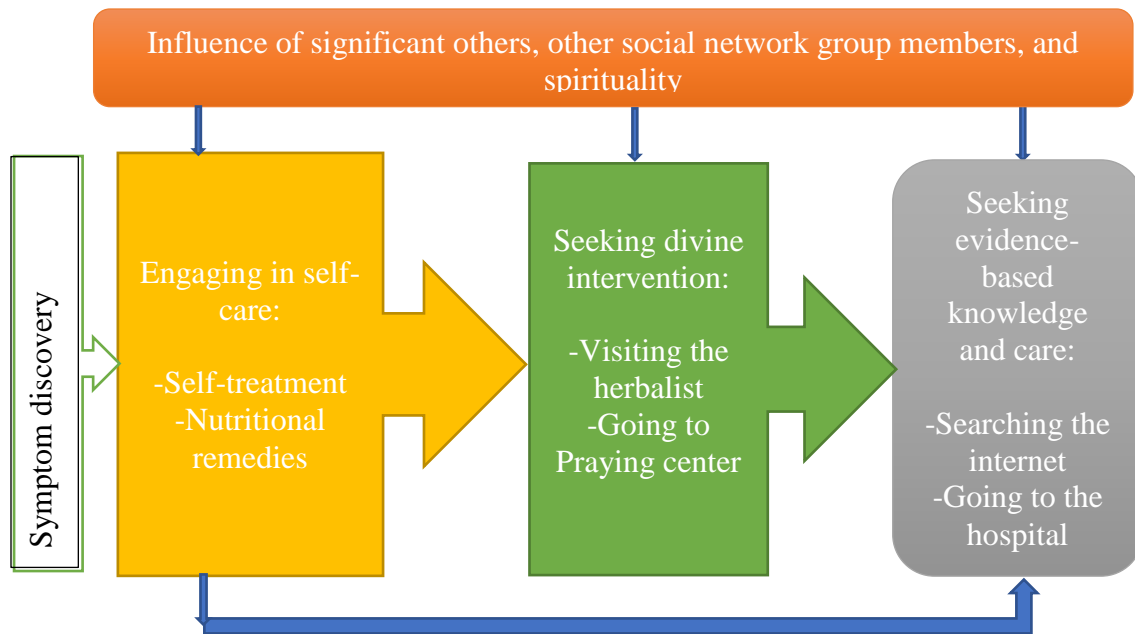 Influence of significant others, other social network group members, and
spirituality
Symptom discovery
Engaging in self-
care:
-Self-treatment
-Nutritional
remedies
Seeking divine
intervention:
-Visiting the
herbalist
-Going to
Praying center
Seeking
evidence-
based
knowledge
and care:
-Searching the
internet
-Going to the
hospital